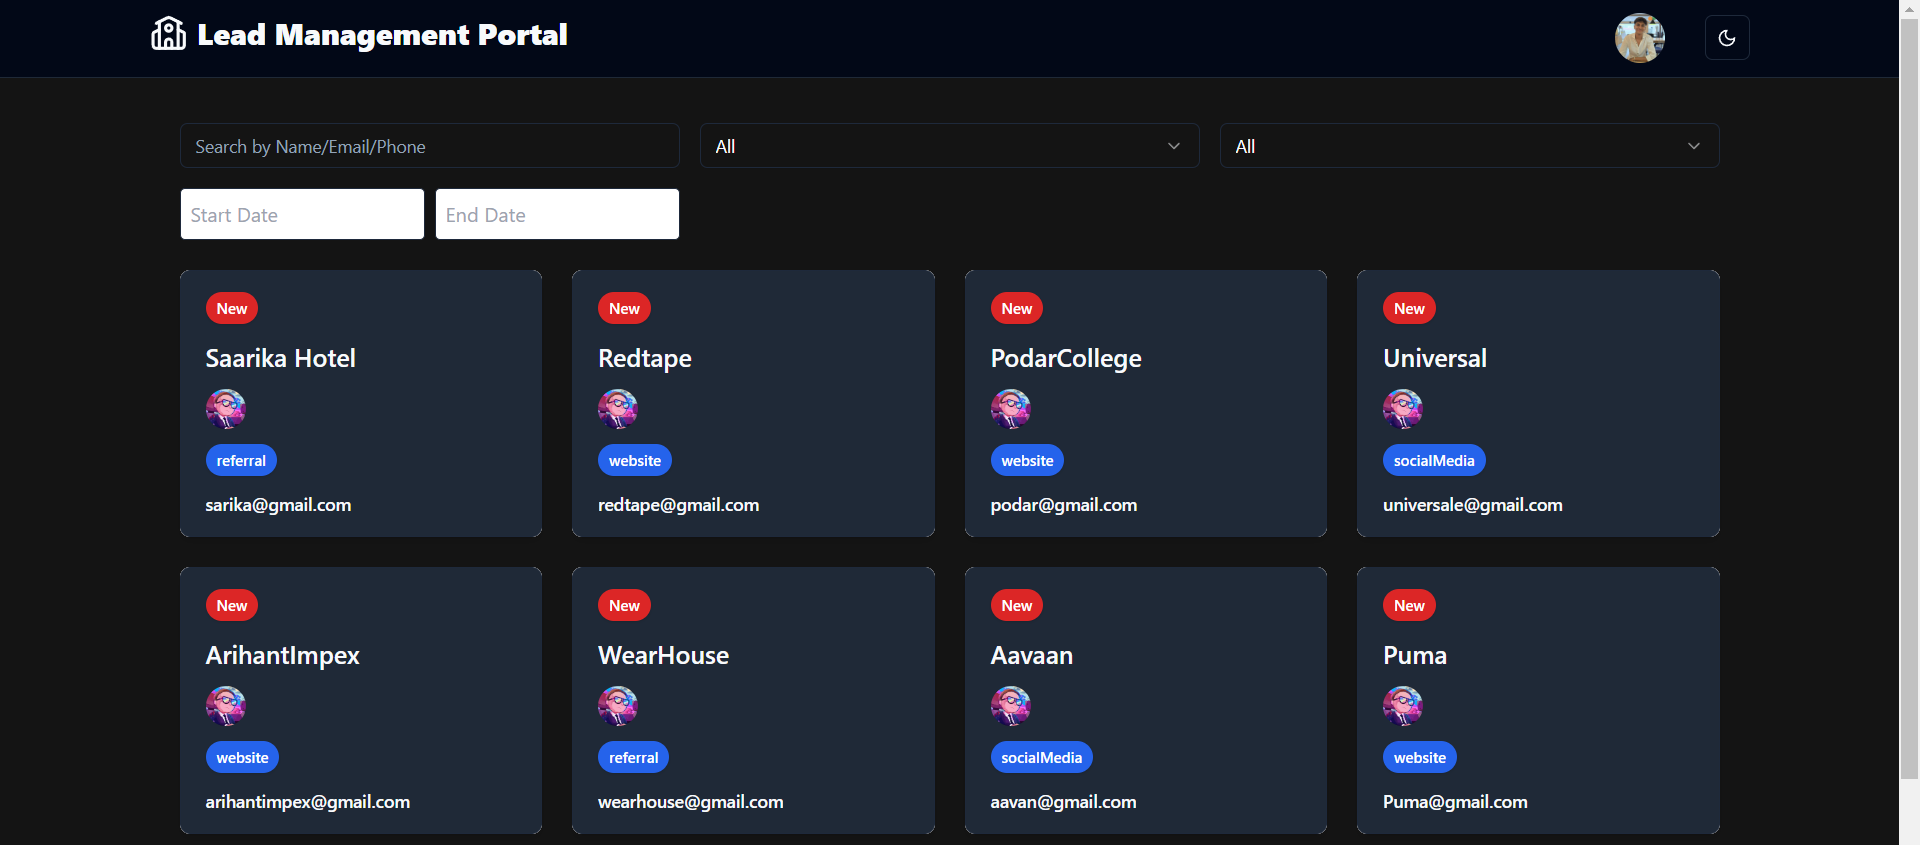 Lead Management Portal
Search by Name/Email/Phone
All
All
Start Date
End Date
New
New
New
New
Saarika Hotel
Redtape
PodarCollege
Universal
referral
website
website
socialMedia
sarika@gmail.com
redtape@gmail.com
podar@gmail.com
universale@gmail.com
New
New
New
New
ArihantImpex
WearHouse
Aavaan
Puma
website
referral
socialMedia
website
arihantimpex@gmail.com
wearhouse@gmail.com
aavan@gmail.com
Puma@gmail.com